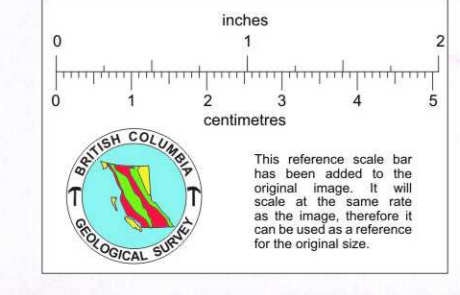 inches
0 1 2
0 1 2 3 4 5
centimetres
BRITISH COLUMBIA
GEOLOGICAL SURVEY
This reference scale bar
has been added to the
original image. It will
scale at the same rate
as the image, therefore it
can be used as a reference
for the original size.